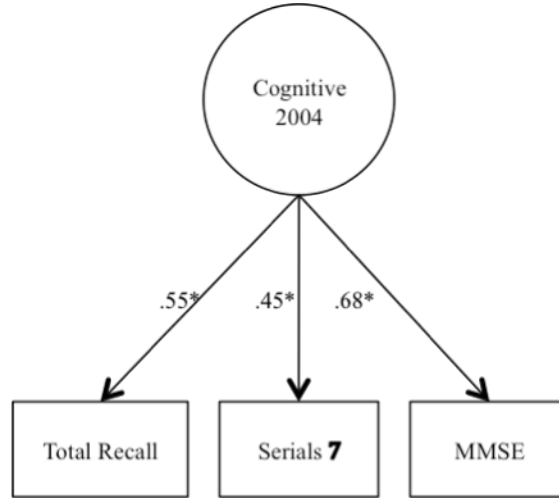 Cognitive
2004
.55*
.45*
.68*
Total Recall
Serials 7
MMSE